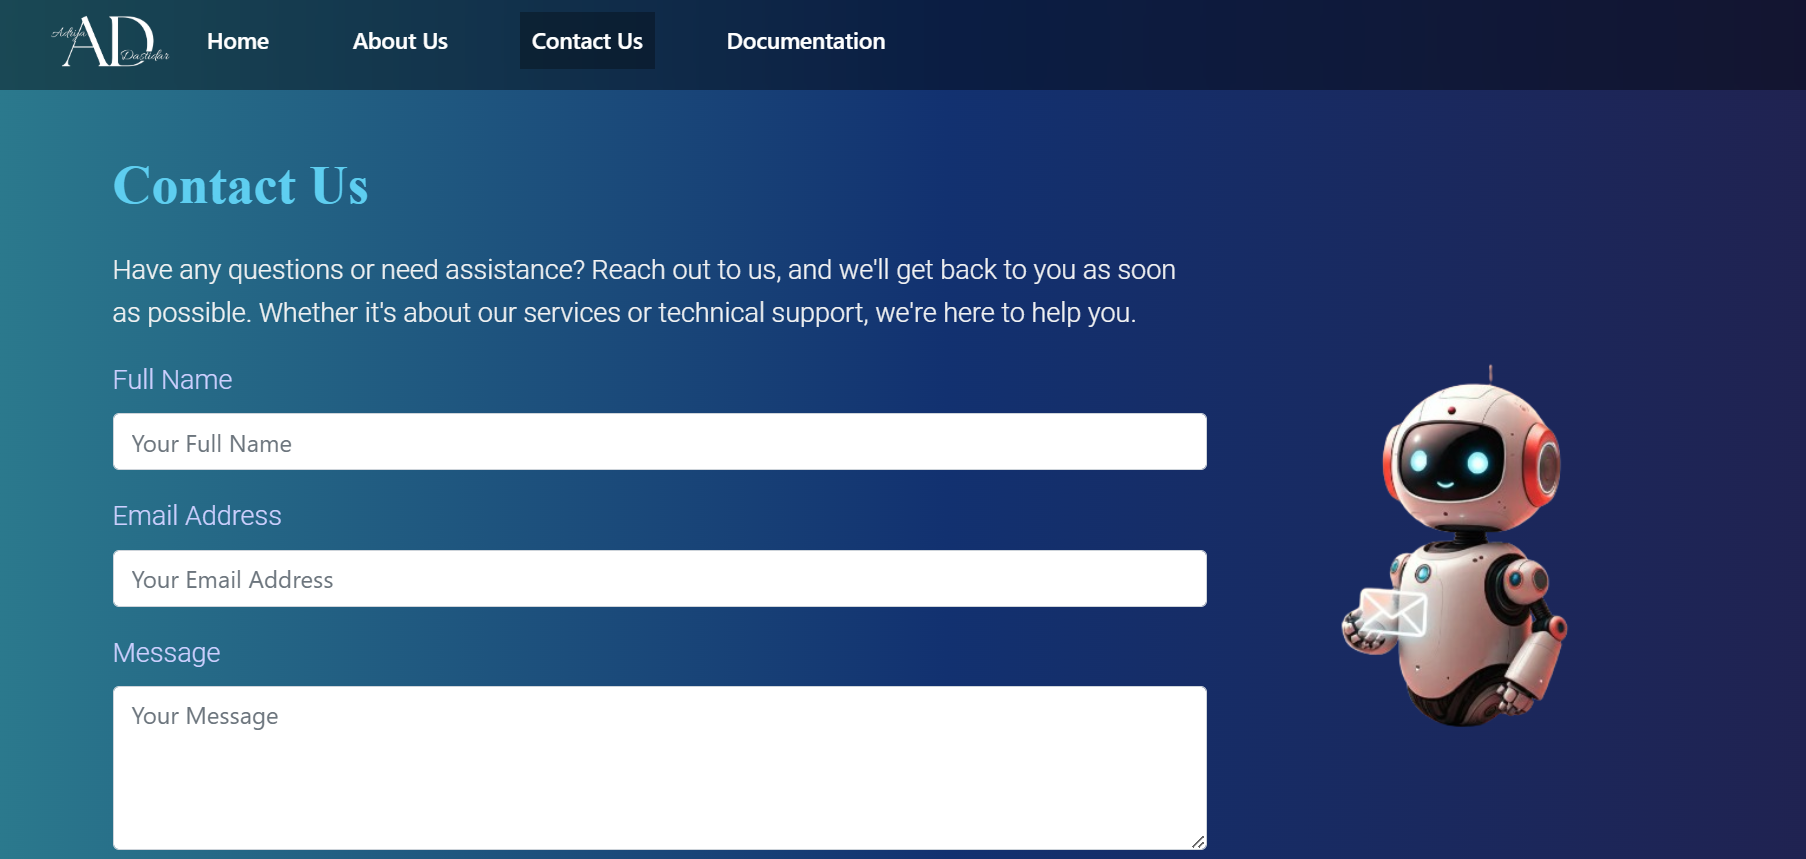 Adrija
AD
Dastidar
Home
About Us
Contact Us
Documentation
Contact Us
Have any questions or need assistance? Reach out to us, and we'll get back to you as soon
as possible. Whether it's about our services or technical support, we're here to help you.
Full Name
Your Full Name
Email Address
Your Email Address
Message
Your Message